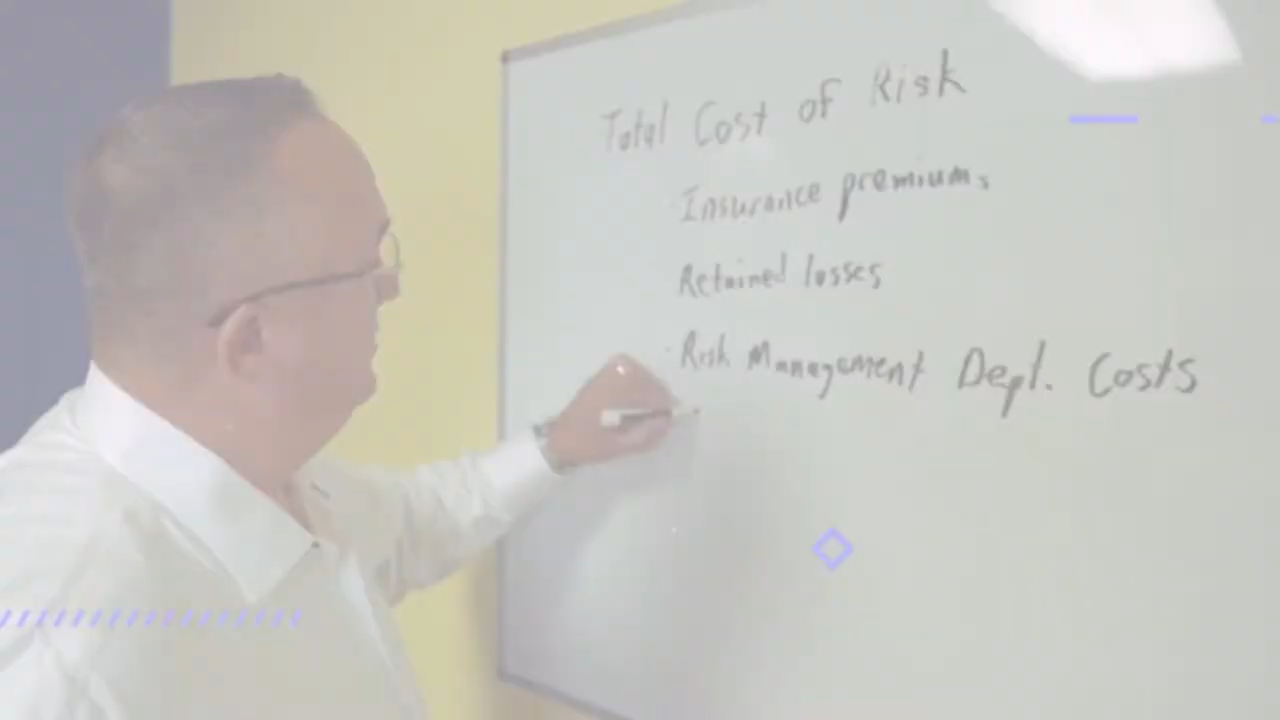 Total Cost of Risk
· Insurance premiums
Retained losses
· Risk Management Dept. Costs